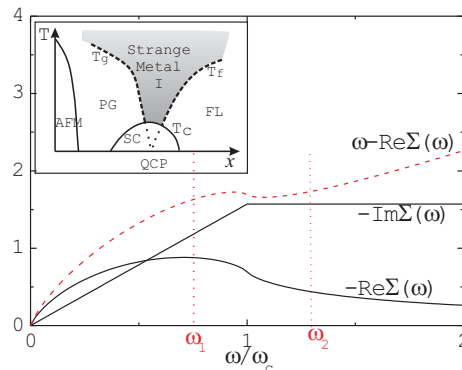 4
3
2
1
0
T
Strange
Metal
I
Tg
Tf
PG
FL
AFM
SC
Tc
QCP
x
ω-ReΣ(ω)
-ImΣ(ω)
-ReΣ(ω)
0
ω₁
1
ω₂
2
ω/ω_c